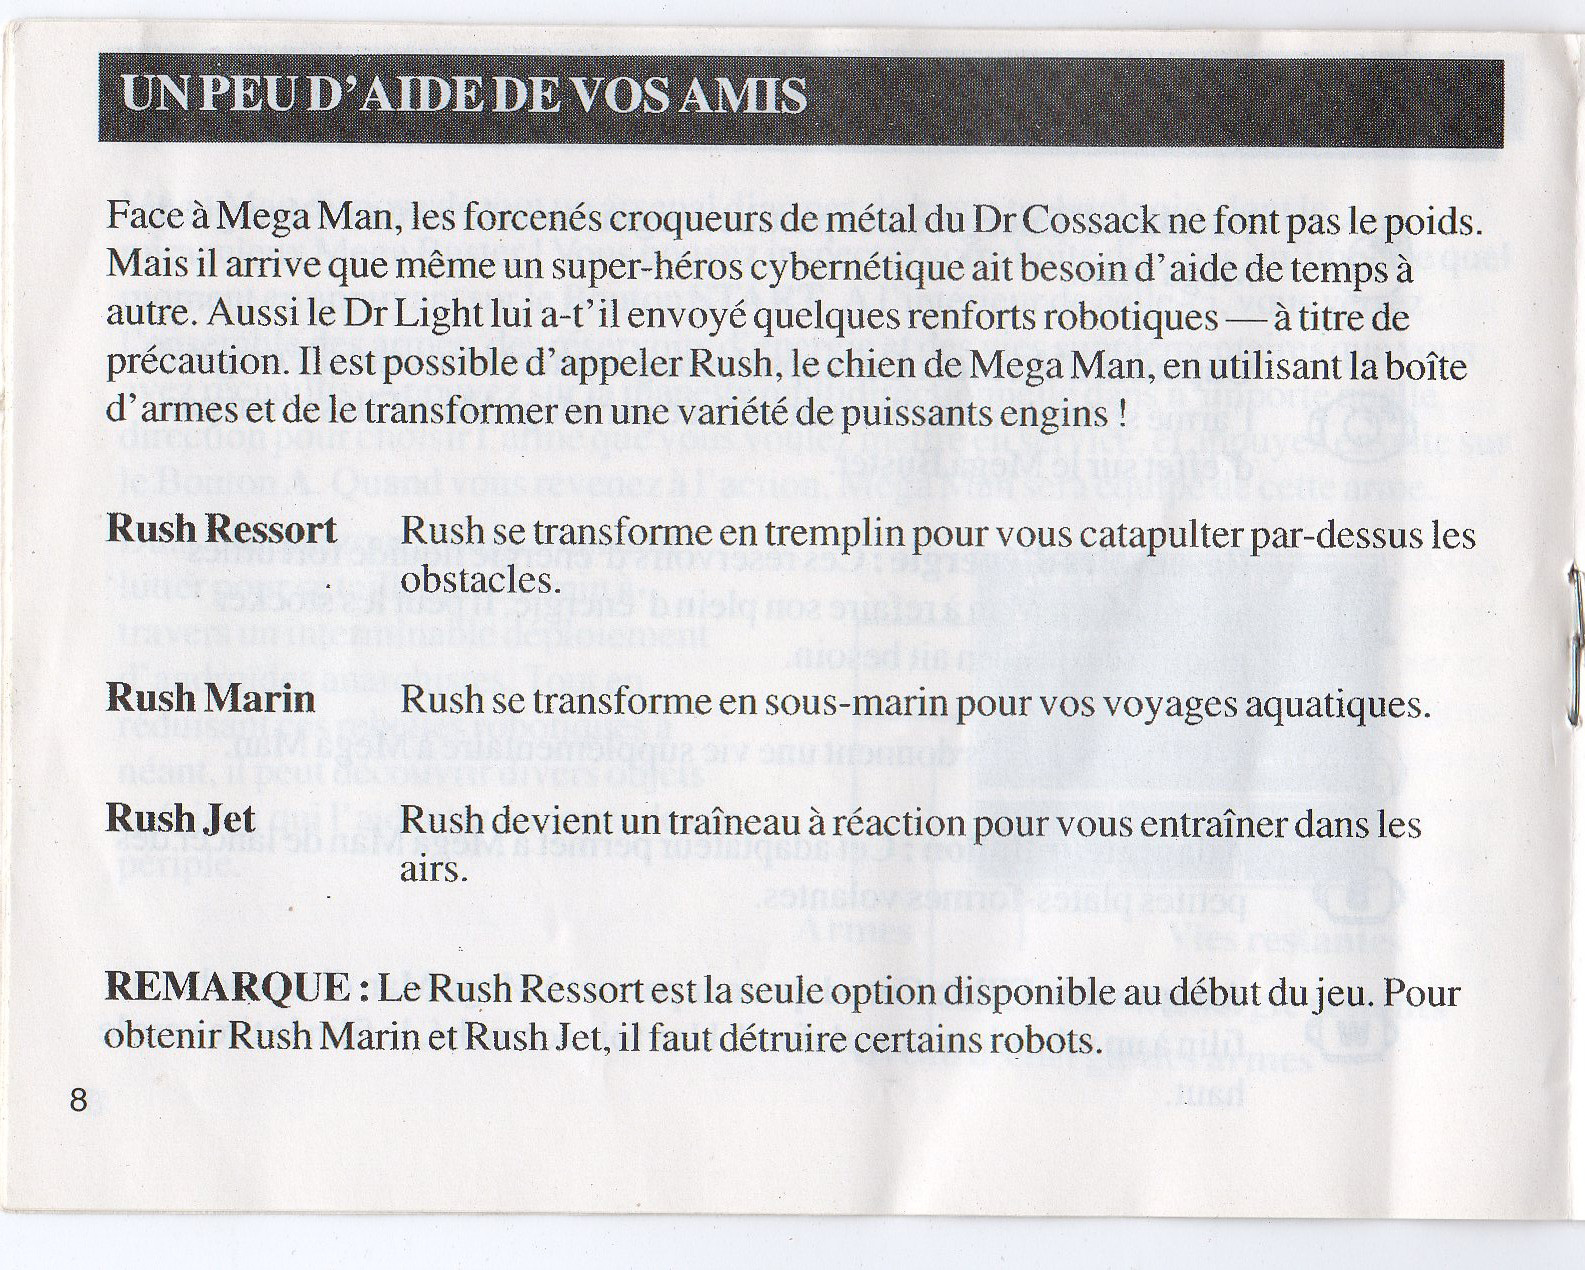 UN PEU D'AIDE DE VOS AMIS
Face à Mega Man, les forcenés croqueurs de métal du Dr Cossack ne font pas le poids.
Mais il arrive que même un super-héros cybernétique ait besoin d'aide de temps à
autre. Aussi le Dr Light lui a-t'il envoyé quelques renforts robotiques — à titre de
précaution. Il est possible d'appeler Rush, le chien de Mega Man, en utilisant la boîte
d'armes et de le transformer en une variété de puissants engins !
Rush Ressort Rush se transforme en tremplin pour vous catapulter par-dessus les
obstacles.
Rush Marin Rush se transforme en sous-marin pour vos voyages aquatiques.
Rush Jet Rush devient un traîneau à réaction pour vous entraîner dans les
airs.
REMARQUE : Le Rush Ressort est la seule option disponible au début du jeu. Pour
obtenir Rush Marin et Rush Jet, il faut détruire certains robots.
8